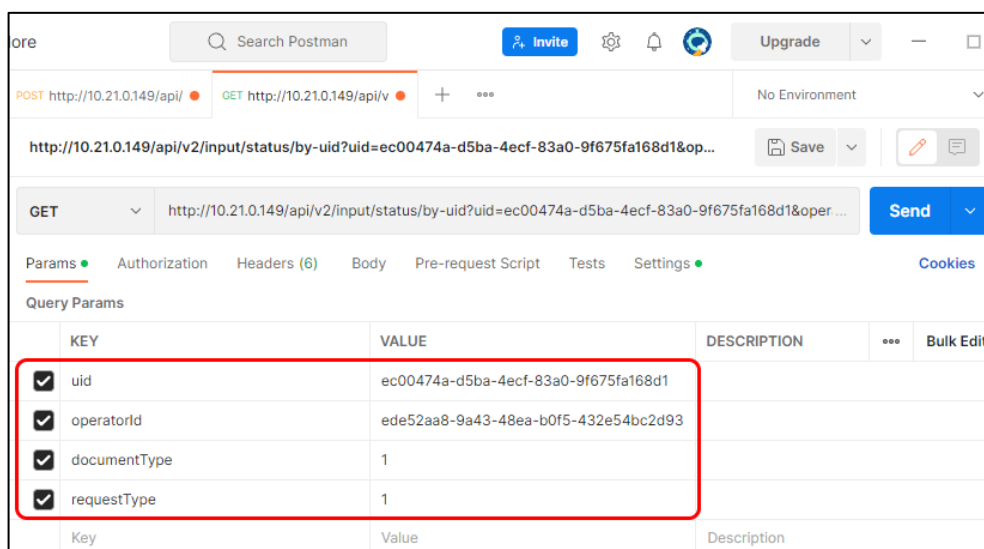 lore Search Postman Invite Upgrade
POST http://10.21.0.149/api/ GET http://10.21.0.149/api/v No Environment
http://10.21.0.149/api/v2/input/status/by-uid?uid=ec00474a-d5ba-4ecf-83a0-9f675fa168d1&op... Save
GET http://10.21.0.149/api/v2/input/status/by-uid?uid=ec00474a-d5ba-4ecf-83a0-9f675fa168d1&oper... Send
Params Authorization Headers (6) Body Pre-request Script Tests Settings Cookies
Query Params
KEY VALUE DESCRIPTION Bulk Edit
uid ec00474a-d5ba-4ecf-83a0-9f675fa168d1
operatorId ede52aa8-9a43-48ea-b0f5-432e54bc2d93
documentType 1
requestType 1
Key Value Description